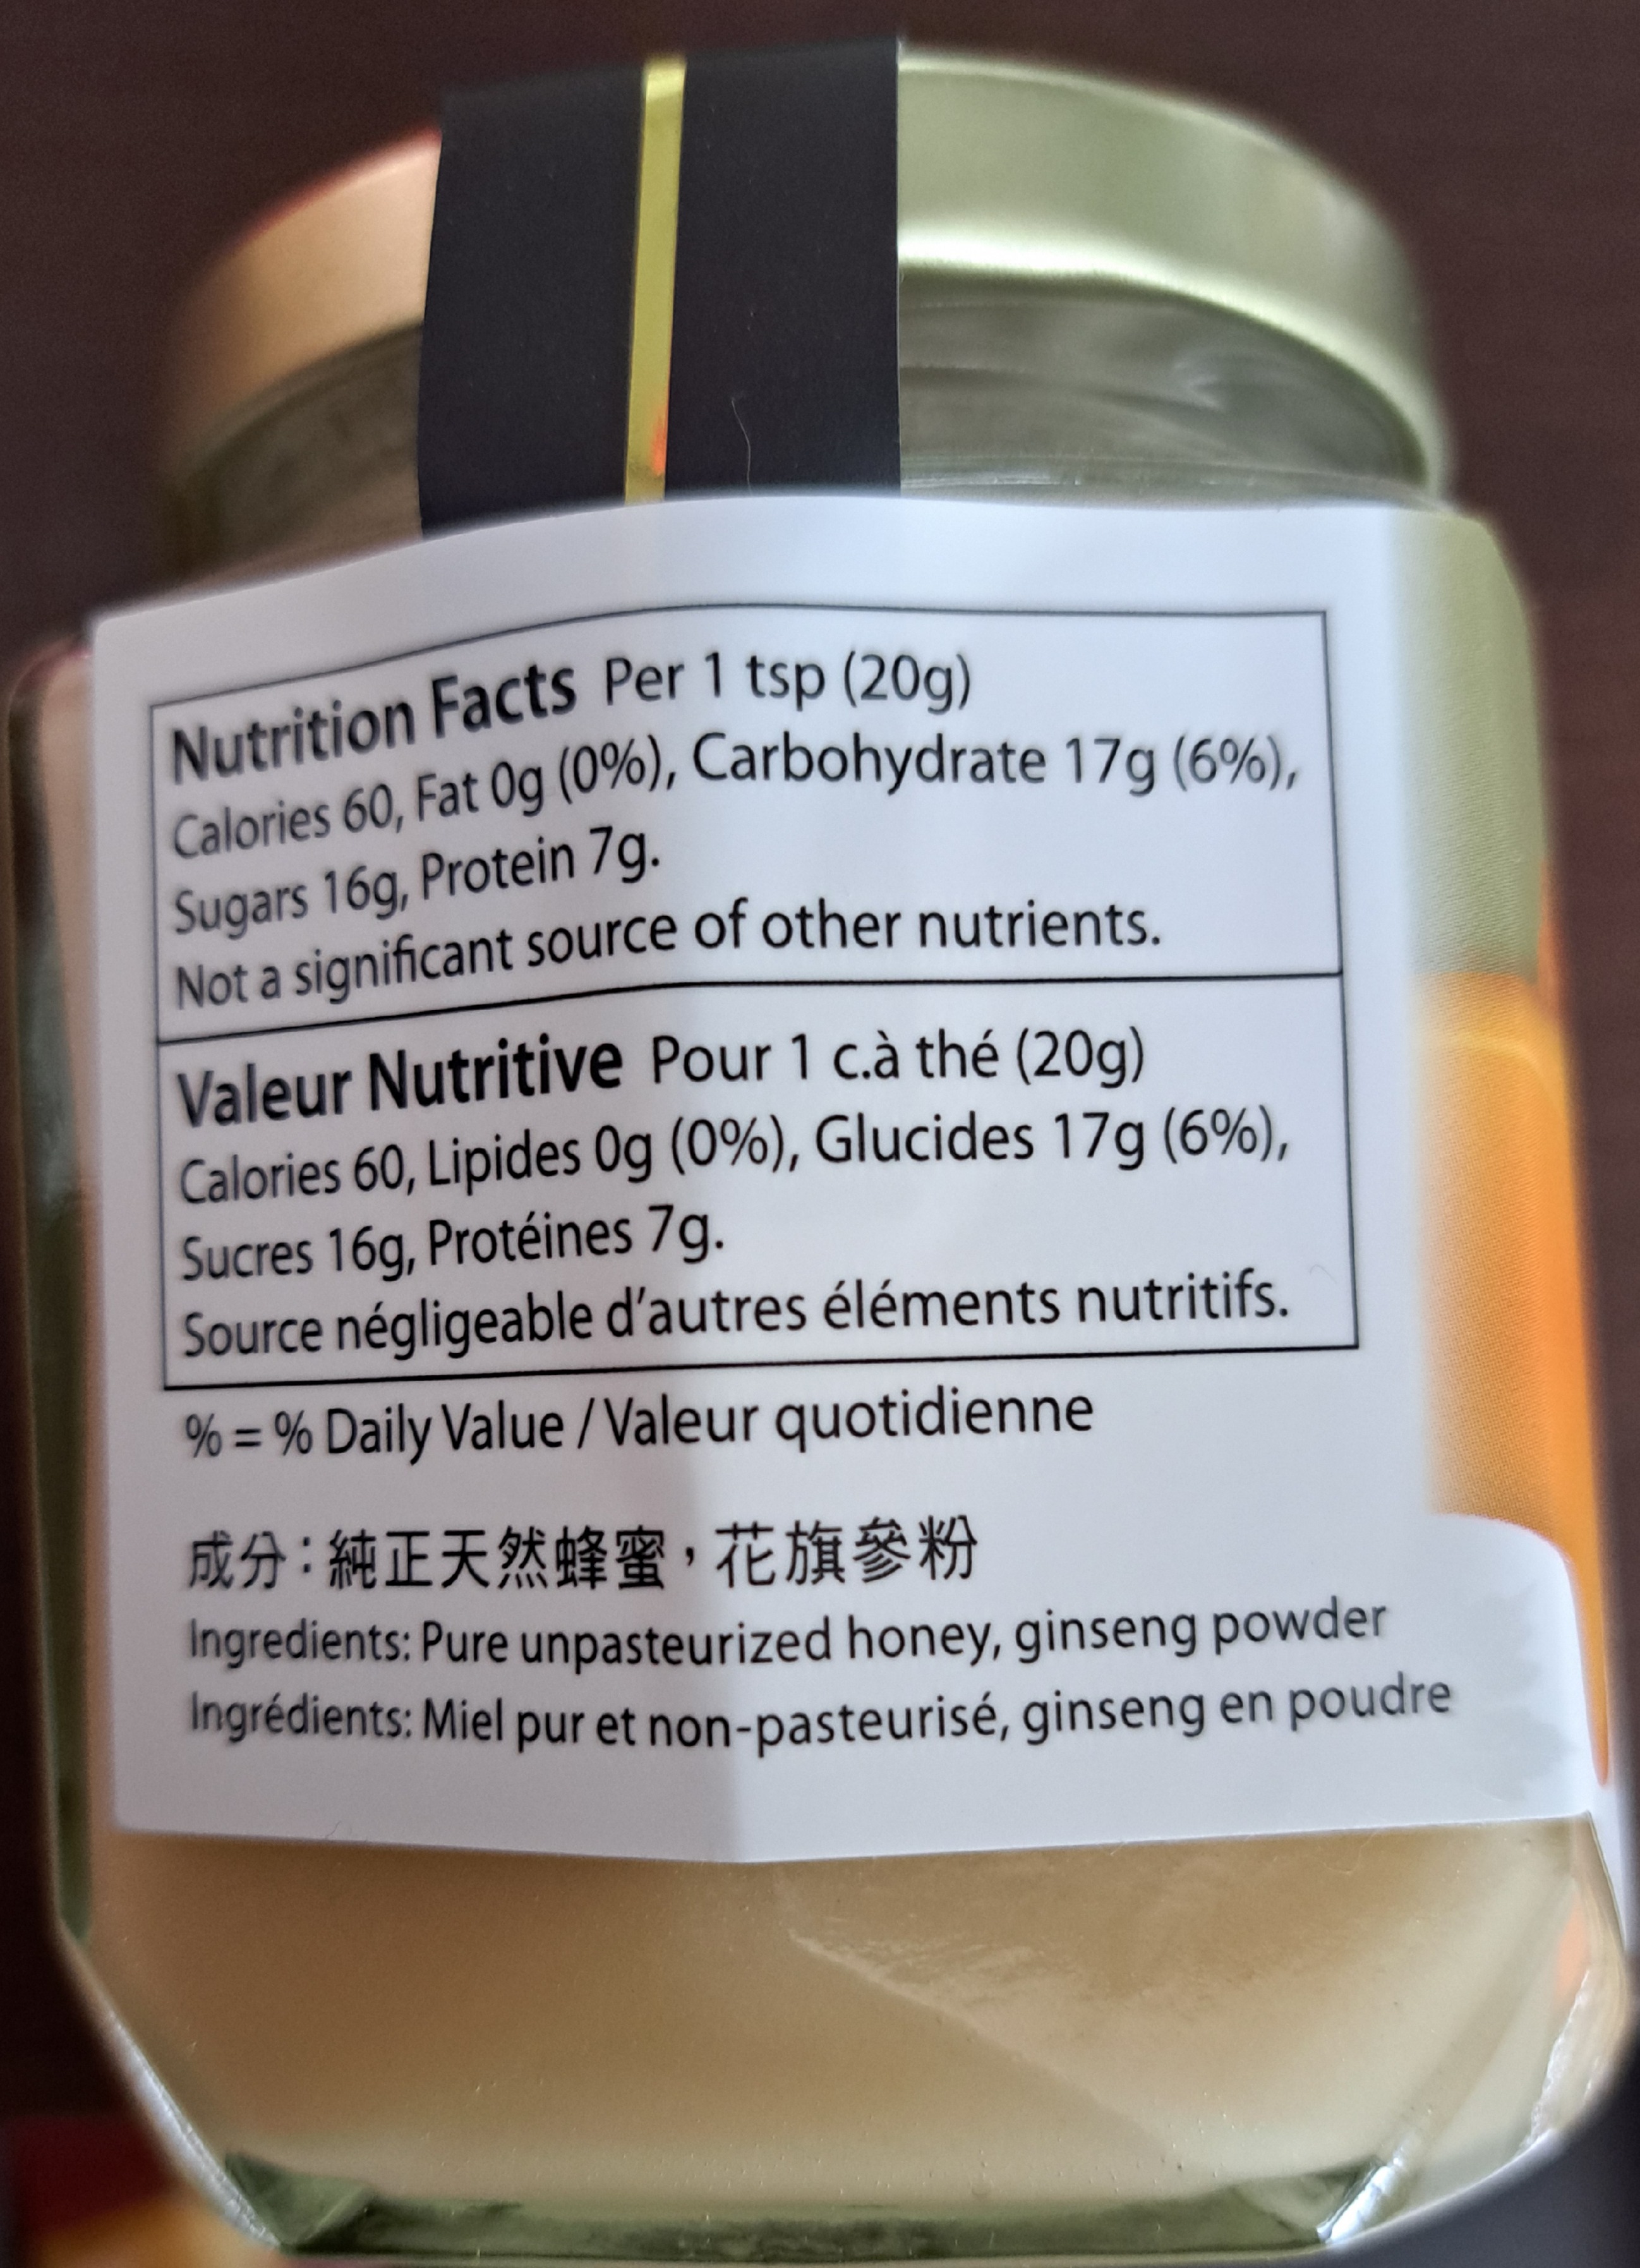 Nutrition Facts Per 1 tsp (20g)
Calories 60, Fat 0g (0%), Carbohydrate 17g (6%),
Sugars 16g, Protein 7g.
Not a significant source of other nutrients.
Valeur Nutritive Pour 1 c.à thé (20g)
Calories 60, Lipides 0g (0%), Glucides 17g (6%),
Sucres 16g, Protéines 7g.
Source négligeable d'autres éléments nutritifs.
% = % Daily Value / Valeur quotidienne
成分：純正天然蜂蜜，花旗參粉
Ingredients: Pure unpasteurized honey, ginseng powder
Ingrédients: Miel pur et non-pasteurisé, ginseng en poudre